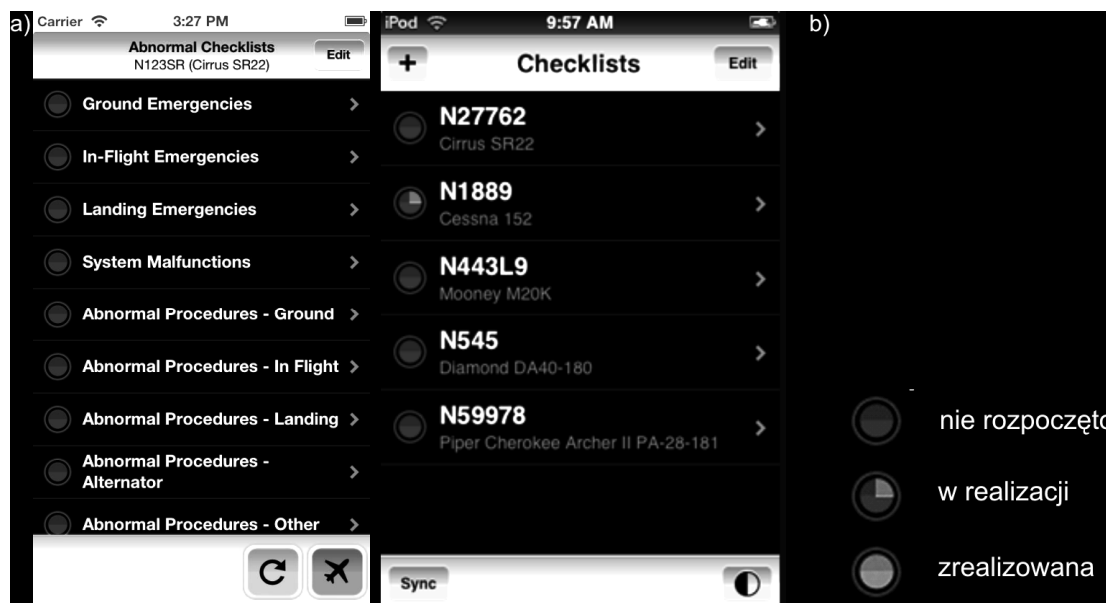 a)
Carrier 3:27 PM
Abnormal Checklists
N123SR (Cirrus SR22)
Edit
Ground Emergencies
In-Flight Emergencies
Landing Emergencies
System Malfunctions
Abnormal Procedures - Ground
Abnormal Procedures - In Flight
Abnormal Procedures - Landing
Abnormal Procedures -
Alternator
Abnormal Procedures - Other
iPod 9:57 AM
+ Checklists Edit
N27762
Cirrus SR22
N1889
Cessna 152
N443L9
Mooney M20K
N545
Diamond DA40-180
N59978
Piper Cherokee Archer II PA-28-181
Sync
b)
nie rozpoczęto
w realizacji
zrealizowana